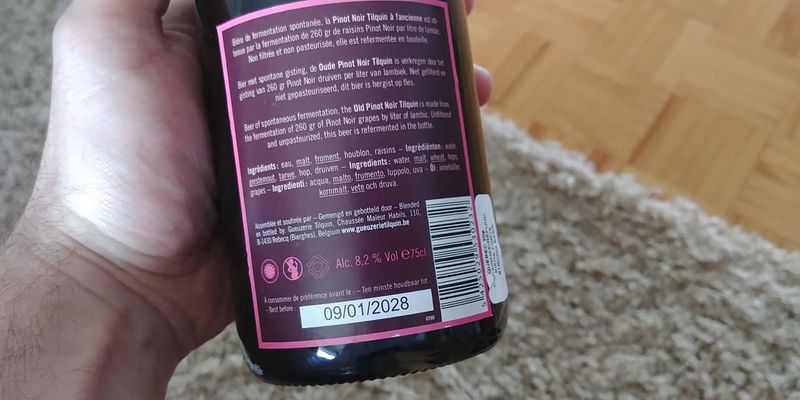 Bière de fermentation spontanée, la Pinot Noir Tilquin à l'ancienne est ob-
tenue par la fermentation de 260 gr de raisins Pinot Noir par litre de lambic.
Non filtrée et non pasteurisée, elle est refermentée en bouteille.
Bier met spontane gisting, de Oude Pinot Noir Tilquin is verkregen door het
gisting van 260 gr Pinot Noir druiven per liter van lambiek. Niet gefilterd en
niet gepasteuriseerd, dit bier is hergist op fles.
Beer of spontaneous fermentation, the Old Pinot Noir Tilquin is made from
the fermentation of 260 gr of Pinot Noir grapes by liter of lambic. Unfiltered
and unpasteurized, this beer is refermented in the bottle.
Ingrédients : eau, malt, froment, houblon, raisins – Ingrediënten: water,
gerstemout, tarwe, hop, druiven – Ingredients : water, malt, wheat, hops,
grapes – Ingredienti : acqua, malto, frumento, luppolo, uva – Öl :
kornmalt, vete och druva.
Assemblée et soutirée par – Gemengd en gebotteld door – Blended
en bottled by: Gueuzerie Tilquin, Chaussée Maïeur Habils, 110,
B-1430 Rebecq (Bierghes), Belgium www.gueuzerietilquin.be
Alc. 8,2 % Vol e75cl
À consommer de préférence avant le : – Ten minste houdbaar tot :
– Best before :
09/01/2028